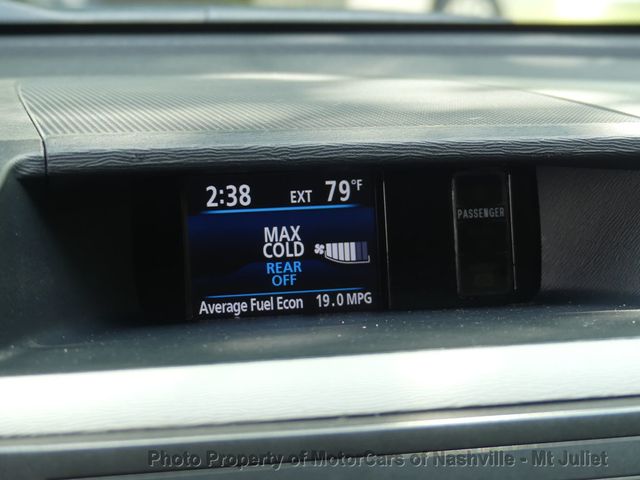 2:38 EXT 79°F
MAX
COLD
REAR
OFF
Average Fuel Econ 19.0 MPG
PASSENGER
Photo Property of MotorCars of Nashville - Mt Juliet